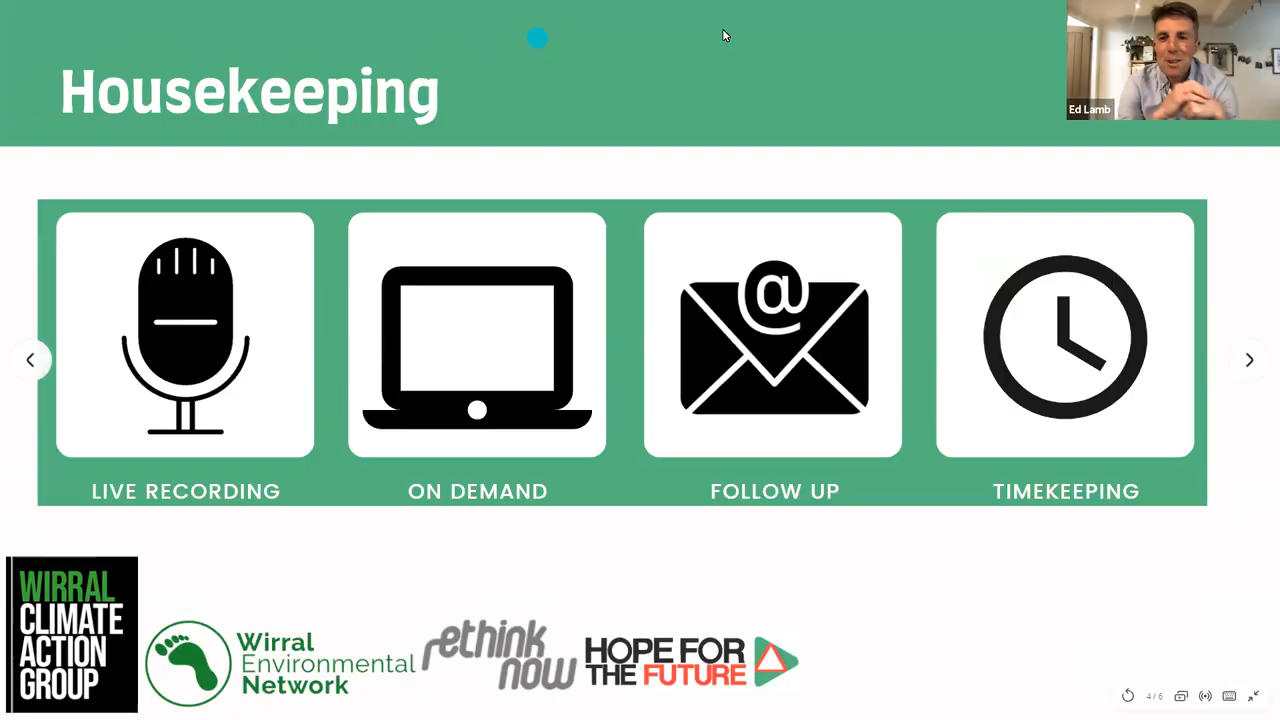 Housekeeping
Ed Lamb
@
LIVE RECORDING
ON DEMAND
FOLLOW UP
TIMEKEEPING
WIRRAL
CLIMATE
ACTION
GROUP
Wirral
Environmental
Network
rethink
now
HOPE FOR
THE FUTURE
4/6